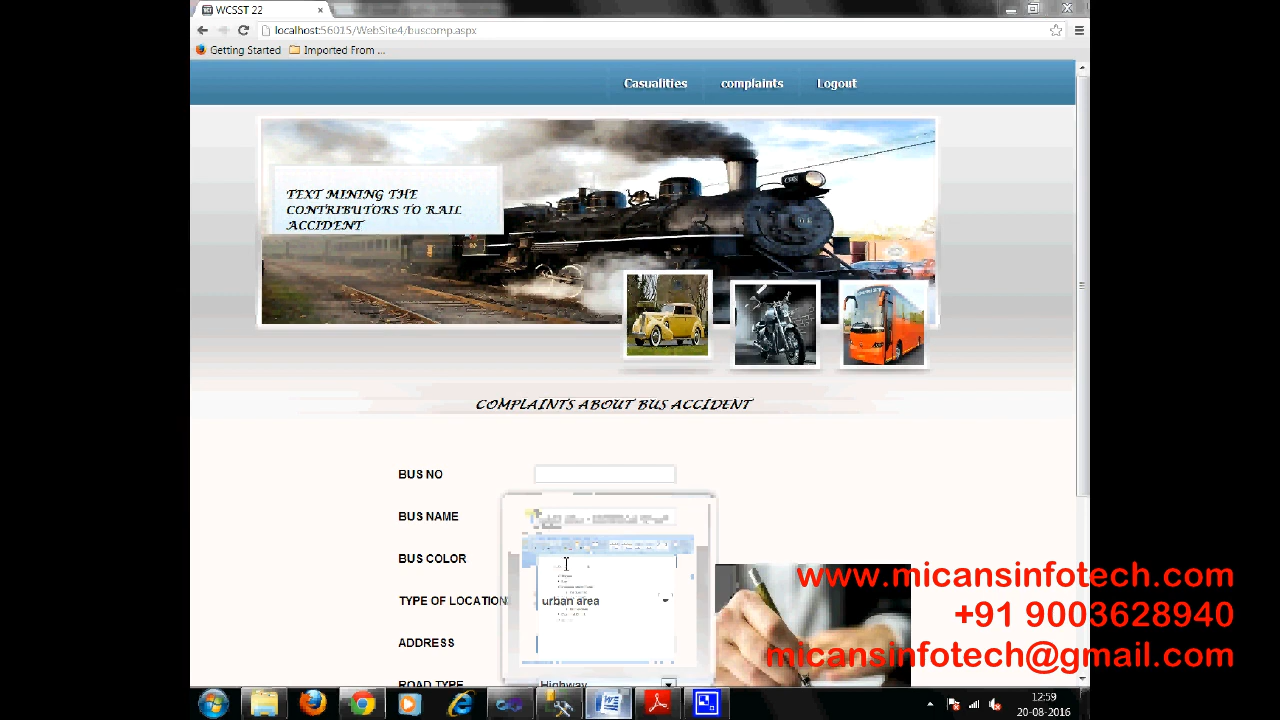 WCSST 22
localhost:56015/WebSite4/buscomp.aspx
Getting Started
Imported From ...
Casualities
complaints
Logout
TEXT MINING THE
CONTRIBUTORS TO RAIL
ACCIDENT
COMPLAINTS ABOUT BUS ACCIDENT
BUS NO
BUS NAME
BUS COLOR
TYPE OF LOCATION
urban area
ADDRESS
ROAD TYPE
Highway
www.micansinfotech.com
+91 9003628940
micansinfotech@gmail.com
12:59
20-08-2016